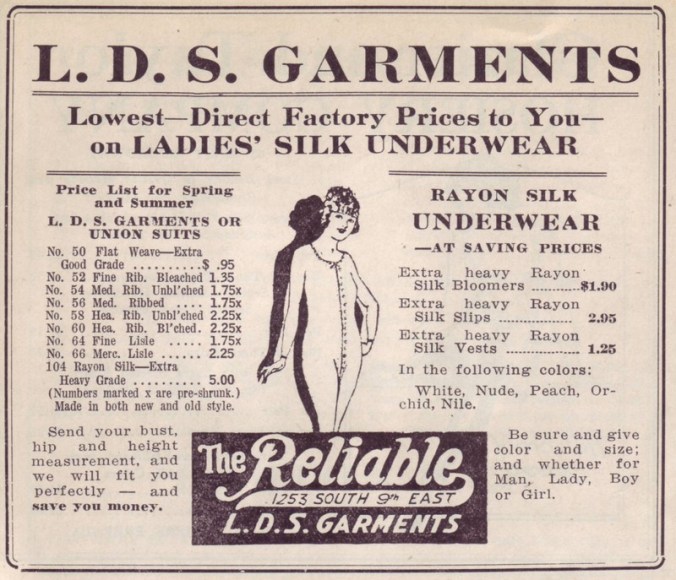 L. D. S. GARMENTS
Lowest—Direct Factory Prices to You—
on LADIES' SILK UNDERWEAR
Price List for Spring
and Summer
L. D. S. GARMENTS OR
UNION SUITS
No. 50 Flat Weave—Extra
Good Grade ..........$ .95
No. 52 Fine Rib. Bleached 1.35
No. 54 Med. Rib. Unbl'ched 1.75x
No. 56 Med. Ribbed .... 1.75x
No. 58 Hea. Rib. Unbl'ched 2.25x
No. 60 Hea. Rib. Bl'ched. 2.25x
No. 64 Fine Lisle ..... 1.75x
No. 66 Merc. Lisle ...... 2.25
104 Rayon Silk—Extra
Heavy Grade .......... 5.00
(Numbers marked x are pre-shrunk.)
Made in both new and old style.
Send your bust,
hip and height
measurement, and
we will fit you
perfectly — and
save you money.
RAYON SILK
UNDERWEAR
—AT SAVING PRICES
Extra heavy Rayon
Silk Bloomers ..........$1.90
Extra heavy Rayon
Silk Slips .................. 2.95
Extra heavy Rayon
Silk Vests .................. 1.25
In the following colors:
White, Nude, Peach, Or-
chid, Nile.
Be sure and give
color and size;
and whether for
Man, Lady, Boy
or Girl.
The Reliable
1253 SOUTH 9th EAST
L.D.S. GARMENTS